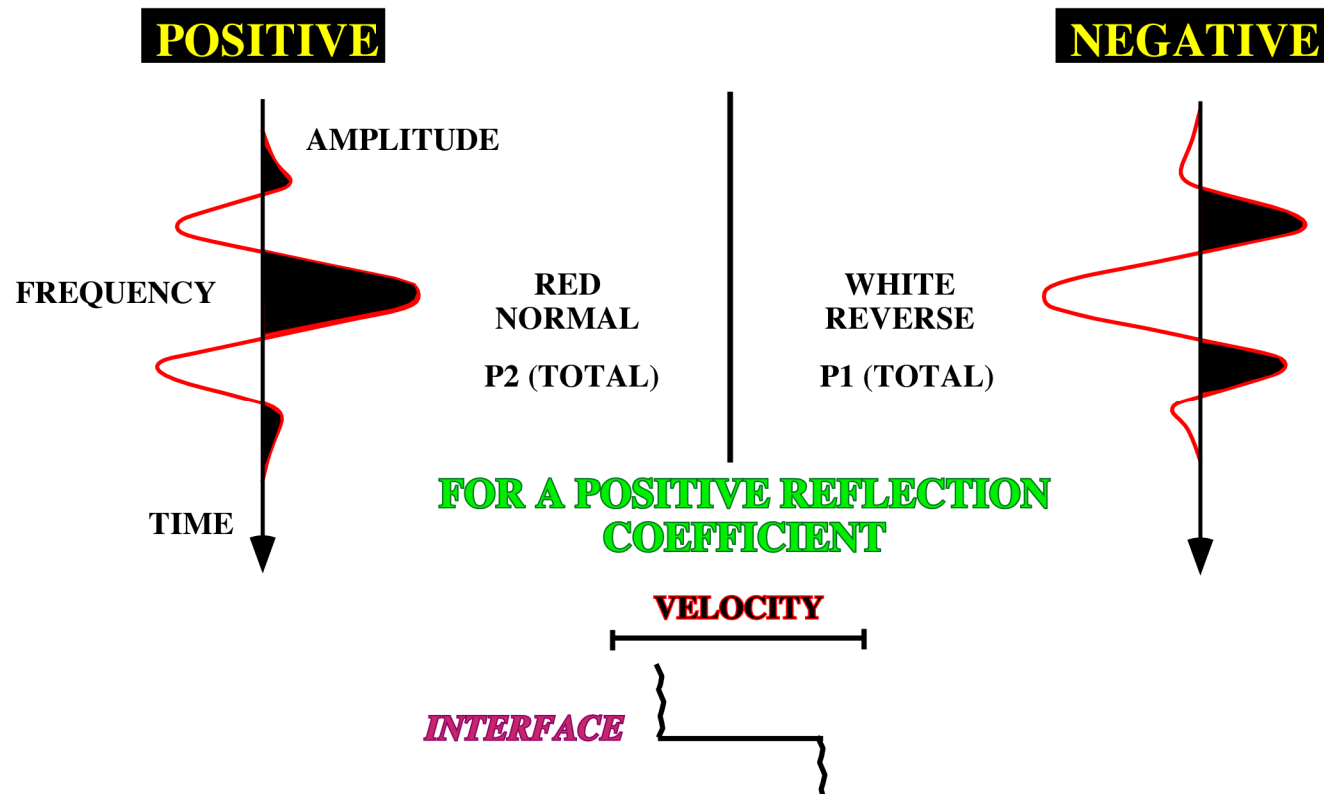 POSITIVE
NEGATIVE
AMPLITUDE
FREQUENCY
RED
NORMAL
P2 (TOTAL)
WHITE
REVERSE
P1 (TOTAL)
TIME
FOR A POSITIVE REFLECTION
COEFFICIENT
VELOCITY
INTERFACE